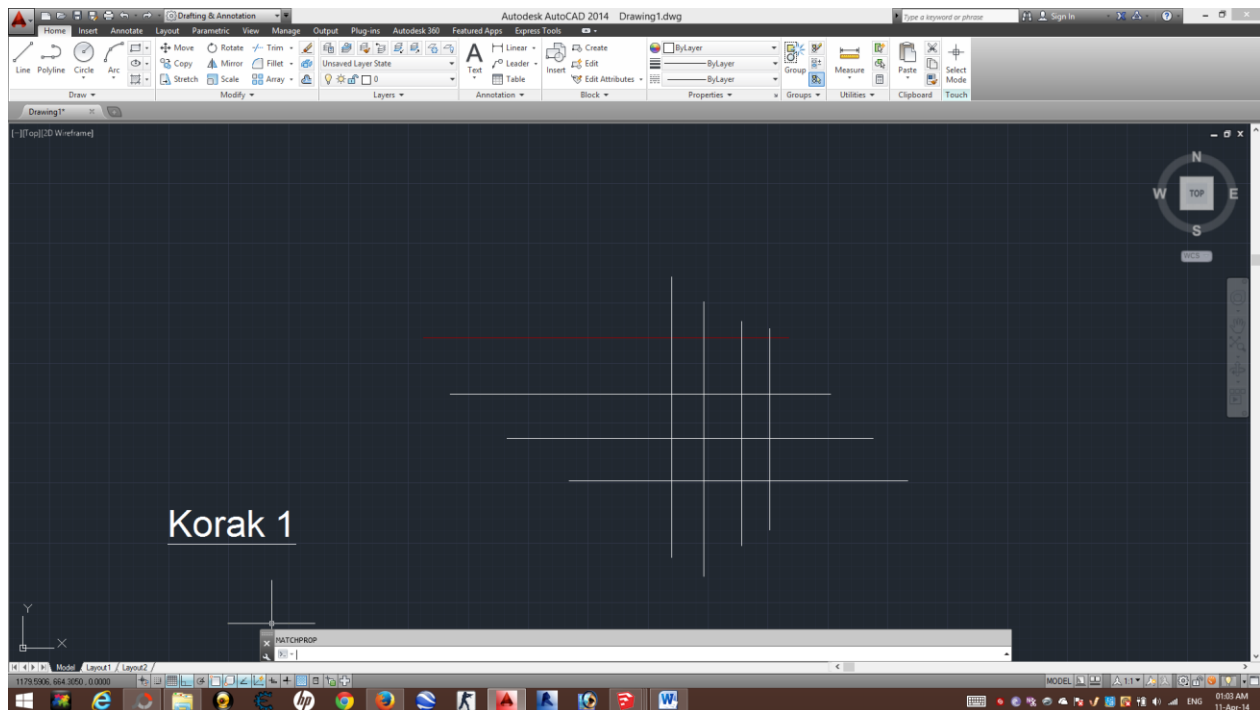 Drafting & Annotation
Autodesk AutoCAD 2014 Drawing1.dwg
Type a keyword or phrase
Sign In
Home Insert Annotate Layout Parametric View Manage Output Plug-ins Autodesk 360 Featured Apps Express Tools
Line Polyline Circle Arc
Move Rotate Trim
Copy Mirror Fillet
Stretch Scale Array
Unsaved Layer State
0
Text
Linear
Leader
Table
Insert
Create
Edit
Edit Attributes
ByLayer
ByLayer
ByLayer
Group
Measure
Paste
Select Mode
Draw Modify Layers Annotation Block Properties Groups Utilities Clipboard Touch
Drawing1*
[−][Top][2D Wireframe]
N
W TOP E
S
WCS
Korak 1
Y
X
MATCHPROP
Model Layout1 Layout2
1179.5906, 664.3050, 0.0000
MODEL
1:1
ENG
01:03 AM
11-Apr-14